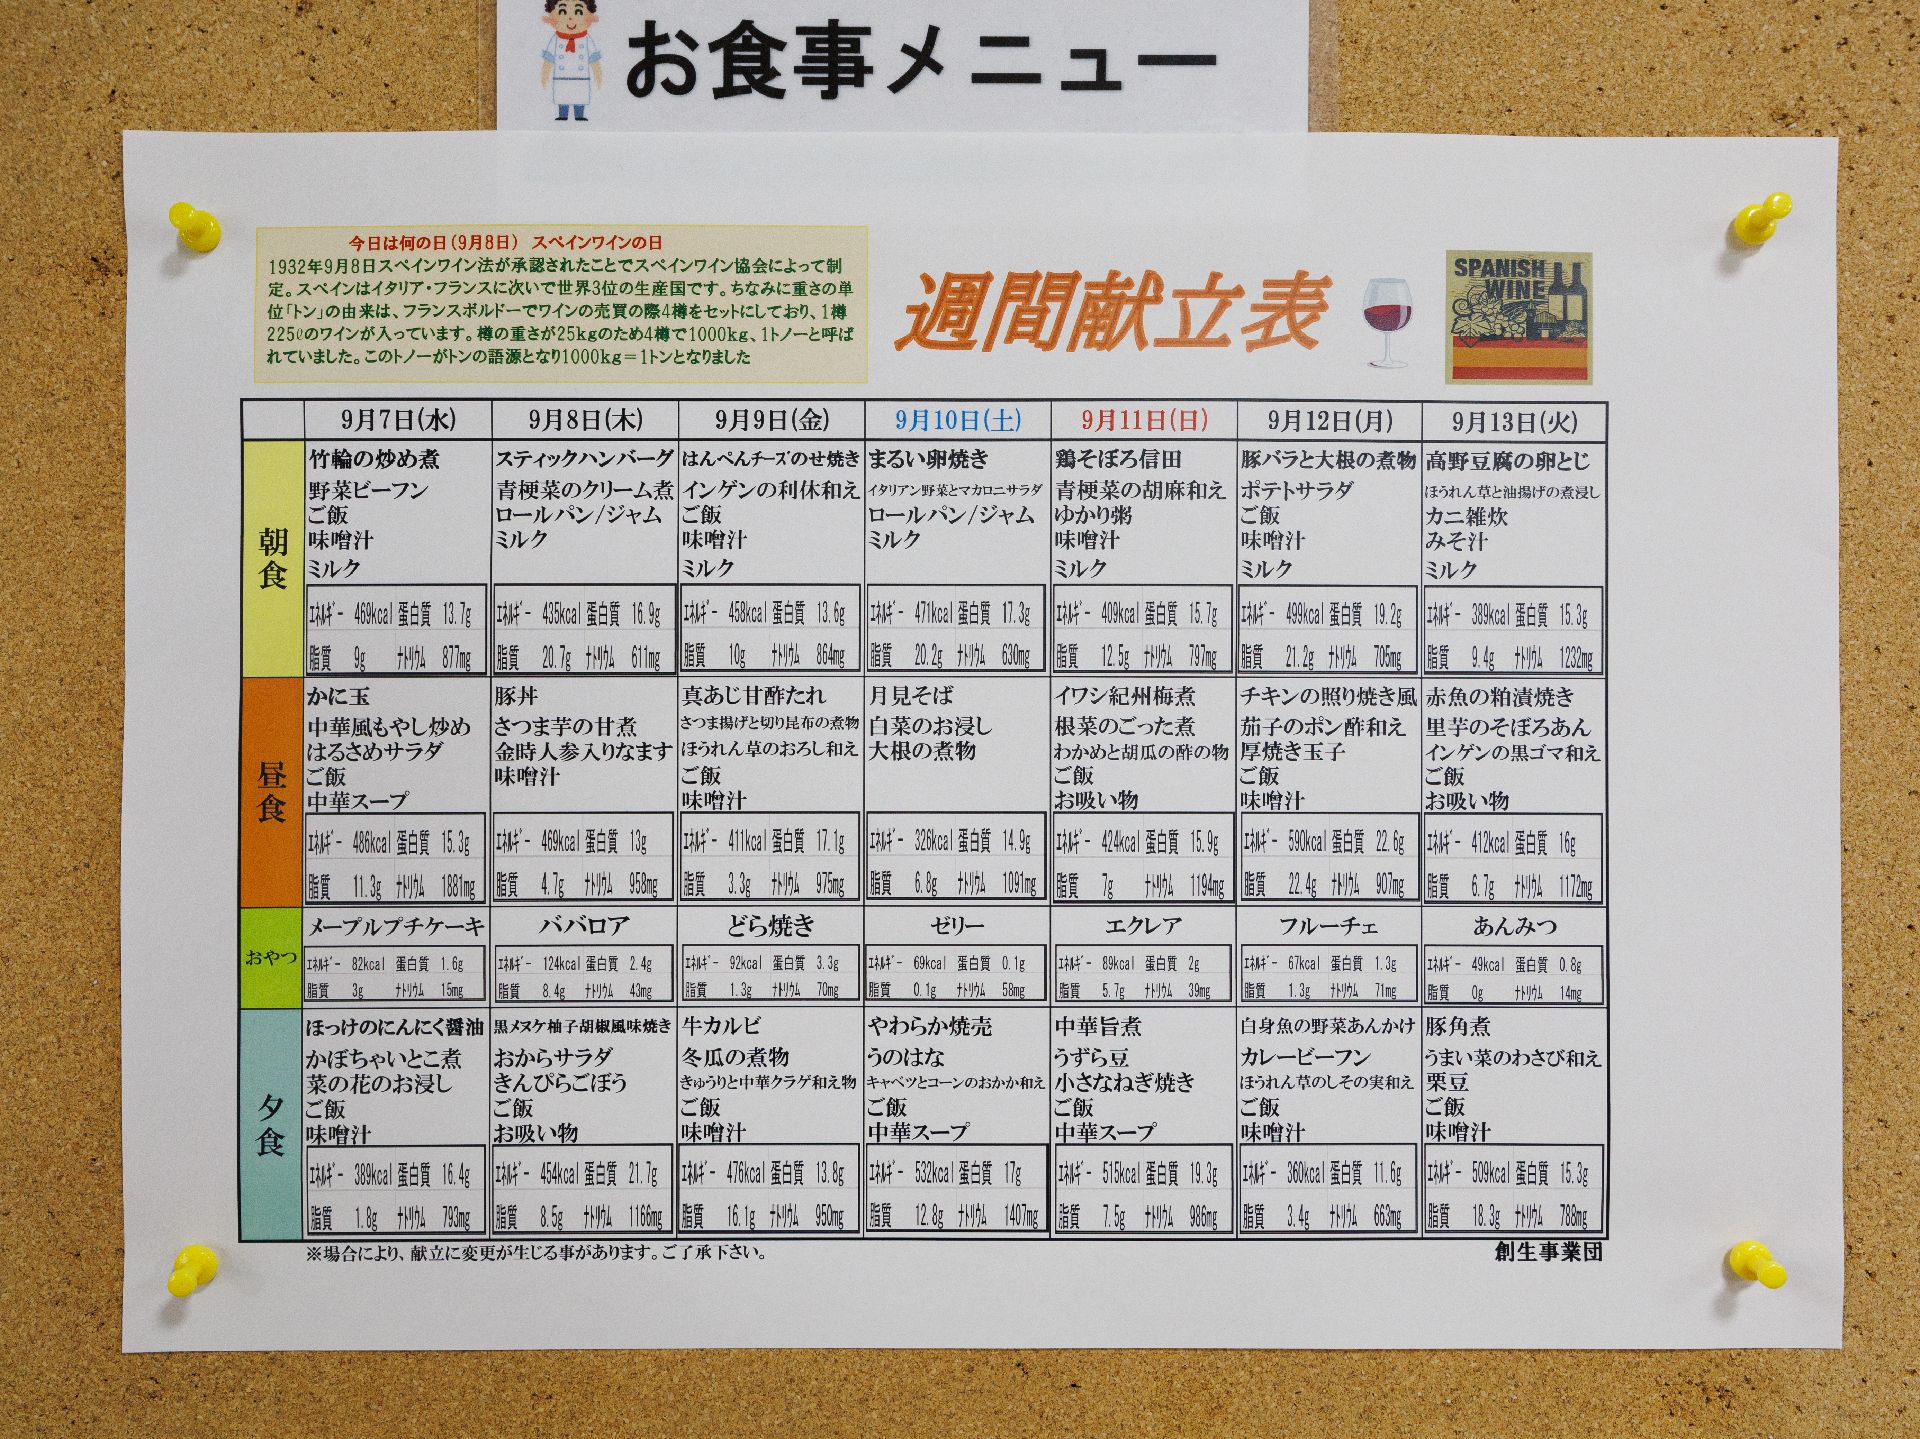 お食事メニュー
今日は何の日(9月8日) スペインワインの日
1932年9月8日スペインワイン法が承認されたことでスペインワイン協会によって制
定。スペインはイタリア・フランスに次いで世界3位の生産国です。ちなみに重さの単
位「トン」の由来は、フランスボルドーでワインの売買の際4樽をセットにしており、1樽
225ℓのワインが入っています。樽の重さが25kgのため4樽で1000kg、1トノーと呼ば
れていました。このトノーがトンの語源となり1000kg=1トンとなりました
週間献立表
SPANISH
WINE
9月7日(水) 9月8日(木) 9月9日(金) 9月10日(土) 9月11日(日) 9月12日(月) 9月13日(火)
朝食
竹輪の炒め煮 スティックハンバーグ はんぺんチーズのせ焼き まるい卵焼き 鶏そぼろ信田 豚バラと大根の煮物 高野豆腐の卵とじ
野菜ビーフン 青梗菜のクリーム煮 インゲンの利休和え イタリアン野菜とマカロニサラダ 青梗菜の胡麻和え ポテトサラダ ほうれん草と油揚げの煮浸し
ご飯 ロールパン/ジャム ご飯 ロールパン/ジャム ゆかり粥 ご飯 カニ雑炊
味噌汁 ミルク 味噌汁 ミルク 味噌汁 味噌汁 みそ汁
ミルク ミルク ミルク ミルク ミルク
エネルギー 469kcal 蛋白質 13.7g エネルギー 435kcal 蛋白質 16.9g エネルギー 458kcal 蛋白質 13.6g エネルギー 471kcal 蛋白質 17.3g エネルギー 409kcal 蛋白質 15.7g エネルギー 499kcal 蛋白質 19.2g エネルギー 389kcal 蛋白質 15.3g
脂質 9g ナトリウム 877mg 脂質 20.7g ナトリウム 611mg 脂質 10g ナトリウム 864mg 脂質 20.2g ナトリウム 630mg 脂質 12.5g ナトリウム 797mg 脂質 21.2g ナトリウム 705mg 脂質 9.4g ナトリウム 1232mg
昼食
かに玉 豚丼 真あじ甘酢たれ 月見そば イワシ紀州梅煮 チキンの照り焼き風 赤魚の粕漬焼き
中華風もやし炒め さつま芋の甘煮 さつま揚げと切り昆布の煮物 白菜のお浸し 根菜のごった煮 茄子のポン酢和え 里芋のそぼろあん
はるさめサラダ 金時人参入りなます ほうれん草のおろし和え 大根の煮物 わかめと胡瓜の酢の物 厚焼き玉子 インゲンの黒ゴマ和え
ご飯 味噌汁 ご飯 ご飯 ご飯 ご飯
中華スープ 味噌汁 お吸い物 味噌汁 お吸い物
エネルギー 486kcal 蛋白質 15.3g エネルギー 469kcal 蛋白質 13g エネルギー 411kcal 蛋白質 17.1g エネルギー 326kcal 蛋白質 14.9g エネルギー 424kcal 蛋白質 15.9g エネルギー 590kcal 蛋白質 22.6g エネルギー 412kcal 蛋白質 16g
脂質 11.3g ナトリウム 1881mg 脂質 4.7g ナトリウム 958mg 脂質 3.3g ナトリウム 975mg 脂質 6.8g ナトリウム 1091mg 脂質 7g ナトリウム 1194mg 脂質 22.4g ナトリウム 907mg 脂質 6.7g ナトリウム 1172mg
おやつ
メープルプチケーキ ババロア どら焼き ゼリー エクレア フルーチェ あんみつ
エネルギー 82kcal 蛋白質 1.6g エネルギー 124kcal 蛋白質 2.4g エネルギー 92kcal 蛋白質 3.3g エネルギー 69kcal 蛋白質 0.1g エネルギー 89kcal 蛋白質 2g エネルギー 67kcal 蛋白質 1.3g エネルギー 49kcal 蛋白質 0.8g
脂質 3g ナトリウム 15mg 脂質 8.4g ナトリウム 43mg 脂質 1.3g ナトリウム 70mg 脂質 0.1g ナトリウム 58mg 脂質 5.7g ナトリウム 39mg 脂質 1.3g ナトリウム 71mg 脂質 0g ナトリウム 14mg
夕食
ほっけのにんにく醤油 黒メヌケ柚子胡椒風味焼き 牛カルビ やわらか焼売 中華旨煮 白身魚の野菜あんかけ 豚角煮
かぼちゃいとこ煮 おからサラダ 冬瓜の煮物 うのはな うずら豆 カレービーフン うまい菜のわさび和え
菜の花のお浸し きんぴらごぼう きゅうりと中華クラゲ和え物 キャベツとコーンのおかか和え 小さなねぎ焼き ほうれん草のしその実和え 栗豆
ご飯 ご飯 ご飯 ご飯 ご飯 ご飯 ご飯
味噌汁 お吸い物 味噌汁 中華スープ 中華スープ 味噌汁 味噌汁
エネルギー 389kcal 蛋白質 16.4g エネルギー 454kcal 蛋白質 21.7g エネルギー 476kcal 蛋白質 13.8g エネルギー 532kcal 蛋白質 17g エネルギー 515kcal 蛋白質 19.3g エネルギー 360kcal 蛋白質 11.6g エネルギー 509kcal 蛋白質 15.3g
脂質 1.8g ナトリウム 793mg 脂質 8.5g ナトリウム 1166mg 脂質 16.1g ナトリウム 950mg 脂質 12.8g ナトリウム 1407mg 脂質 7.5g ナトリウム 986mg 脂質 3.4g ナトリウム 663mg 脂質 18.3g ナトリウム 788mg
※場合により、献立に変更が生じる事があります。ご了承下さい。 創生事業団